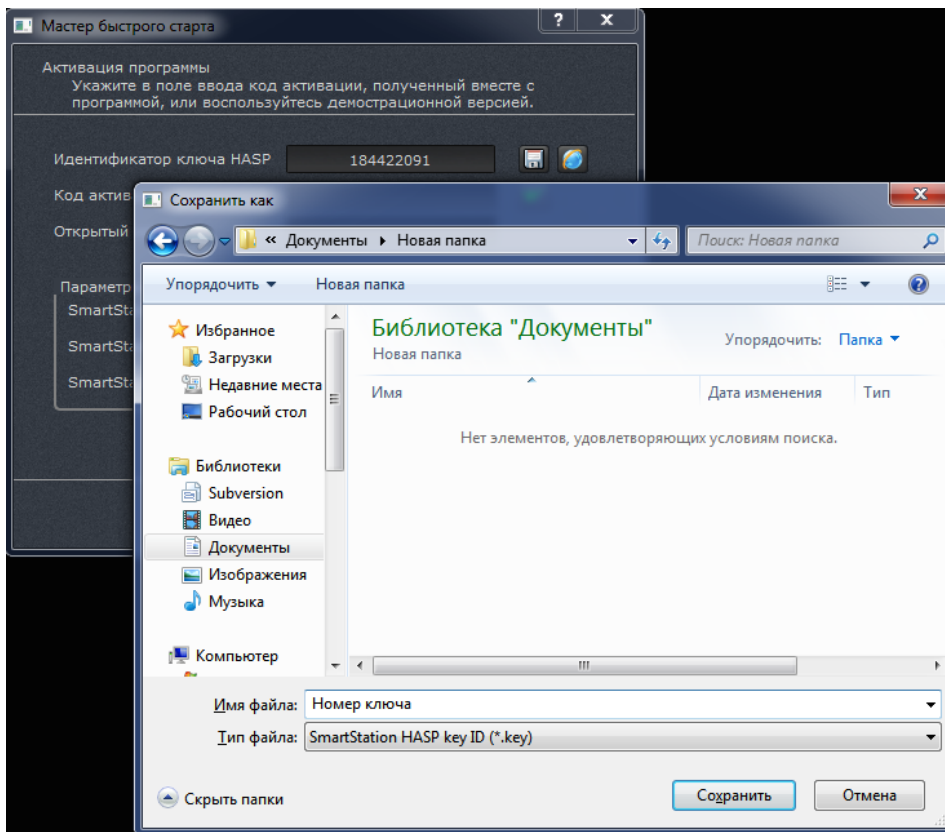 Мастер быстрого старта
Активация программы
Укажите в поле ввода код активации, полученный вместе с
программой, или воспользуйтесь демострационной версией.
Идентификатор ключа HASP 184422091
Код актив
Открытый
Параметр
SmartSta
SmartSta
SmartSta
Сохранить как
« Документы Новая папка
Поиск: Новая папка
Упорядочить Новая папка
Избранное
Загрузки
Недавние места
Рабочий стол
Библиотеки
Subversion
Видео
Документы
Изображения
Музыка
Компьютер
Библиотека "Документы"
Новая папка
Упорядочить: Папка
Имя Дата изменения Тип
Нет элементов, удовлетворяющих условиям поиска.
Имя файла: Номер ключа
Тип файла: SmartStation HASP key ID (*.key)
Скрыть папки
Сохранить Отмена